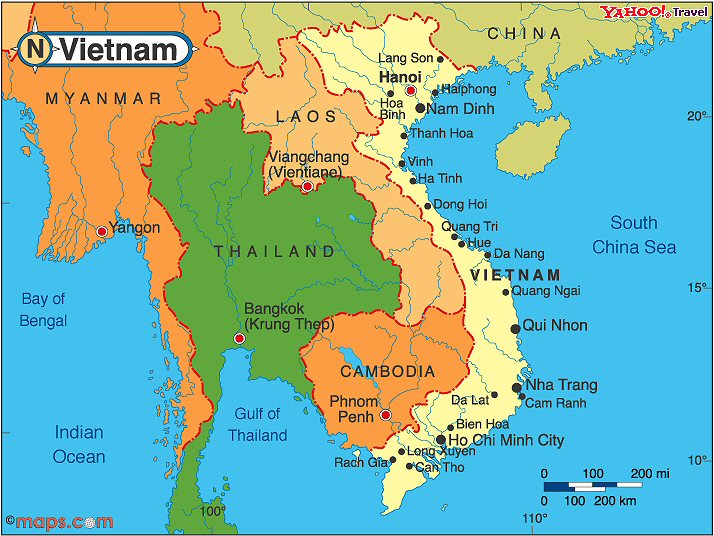 YAHOO! Travel
N Vietnam
CHINA
Lang Son
Hanoi
Haiphong
Hoa
Binh
Nam Dinh
MYANMAR
LAOS
20°
Thanh Hoa
Viangchang
(Vientiane)
Vinh
Ha Tinh
Dong Hoi
Yangon
Quang Tri
Hue
South
China Sea
THAILAND
Da Nang
VIETNAM
Quang Ngai
15°
Bay of
Bengal
Bangkok
(Krung Thep)
Qui Nhon
CAMBODIA
Nha Trang
Phnom
Penh
Da Lat
Cam Ranh
Gulf of
Thailand
Bien Hoa
Indian
Ocean
Ho Chi Minh City
10°
Long Xuyen
Rach Gia
Can Tho
0 100 200 mi
0 100 200 km
©maps.com
100°
110°